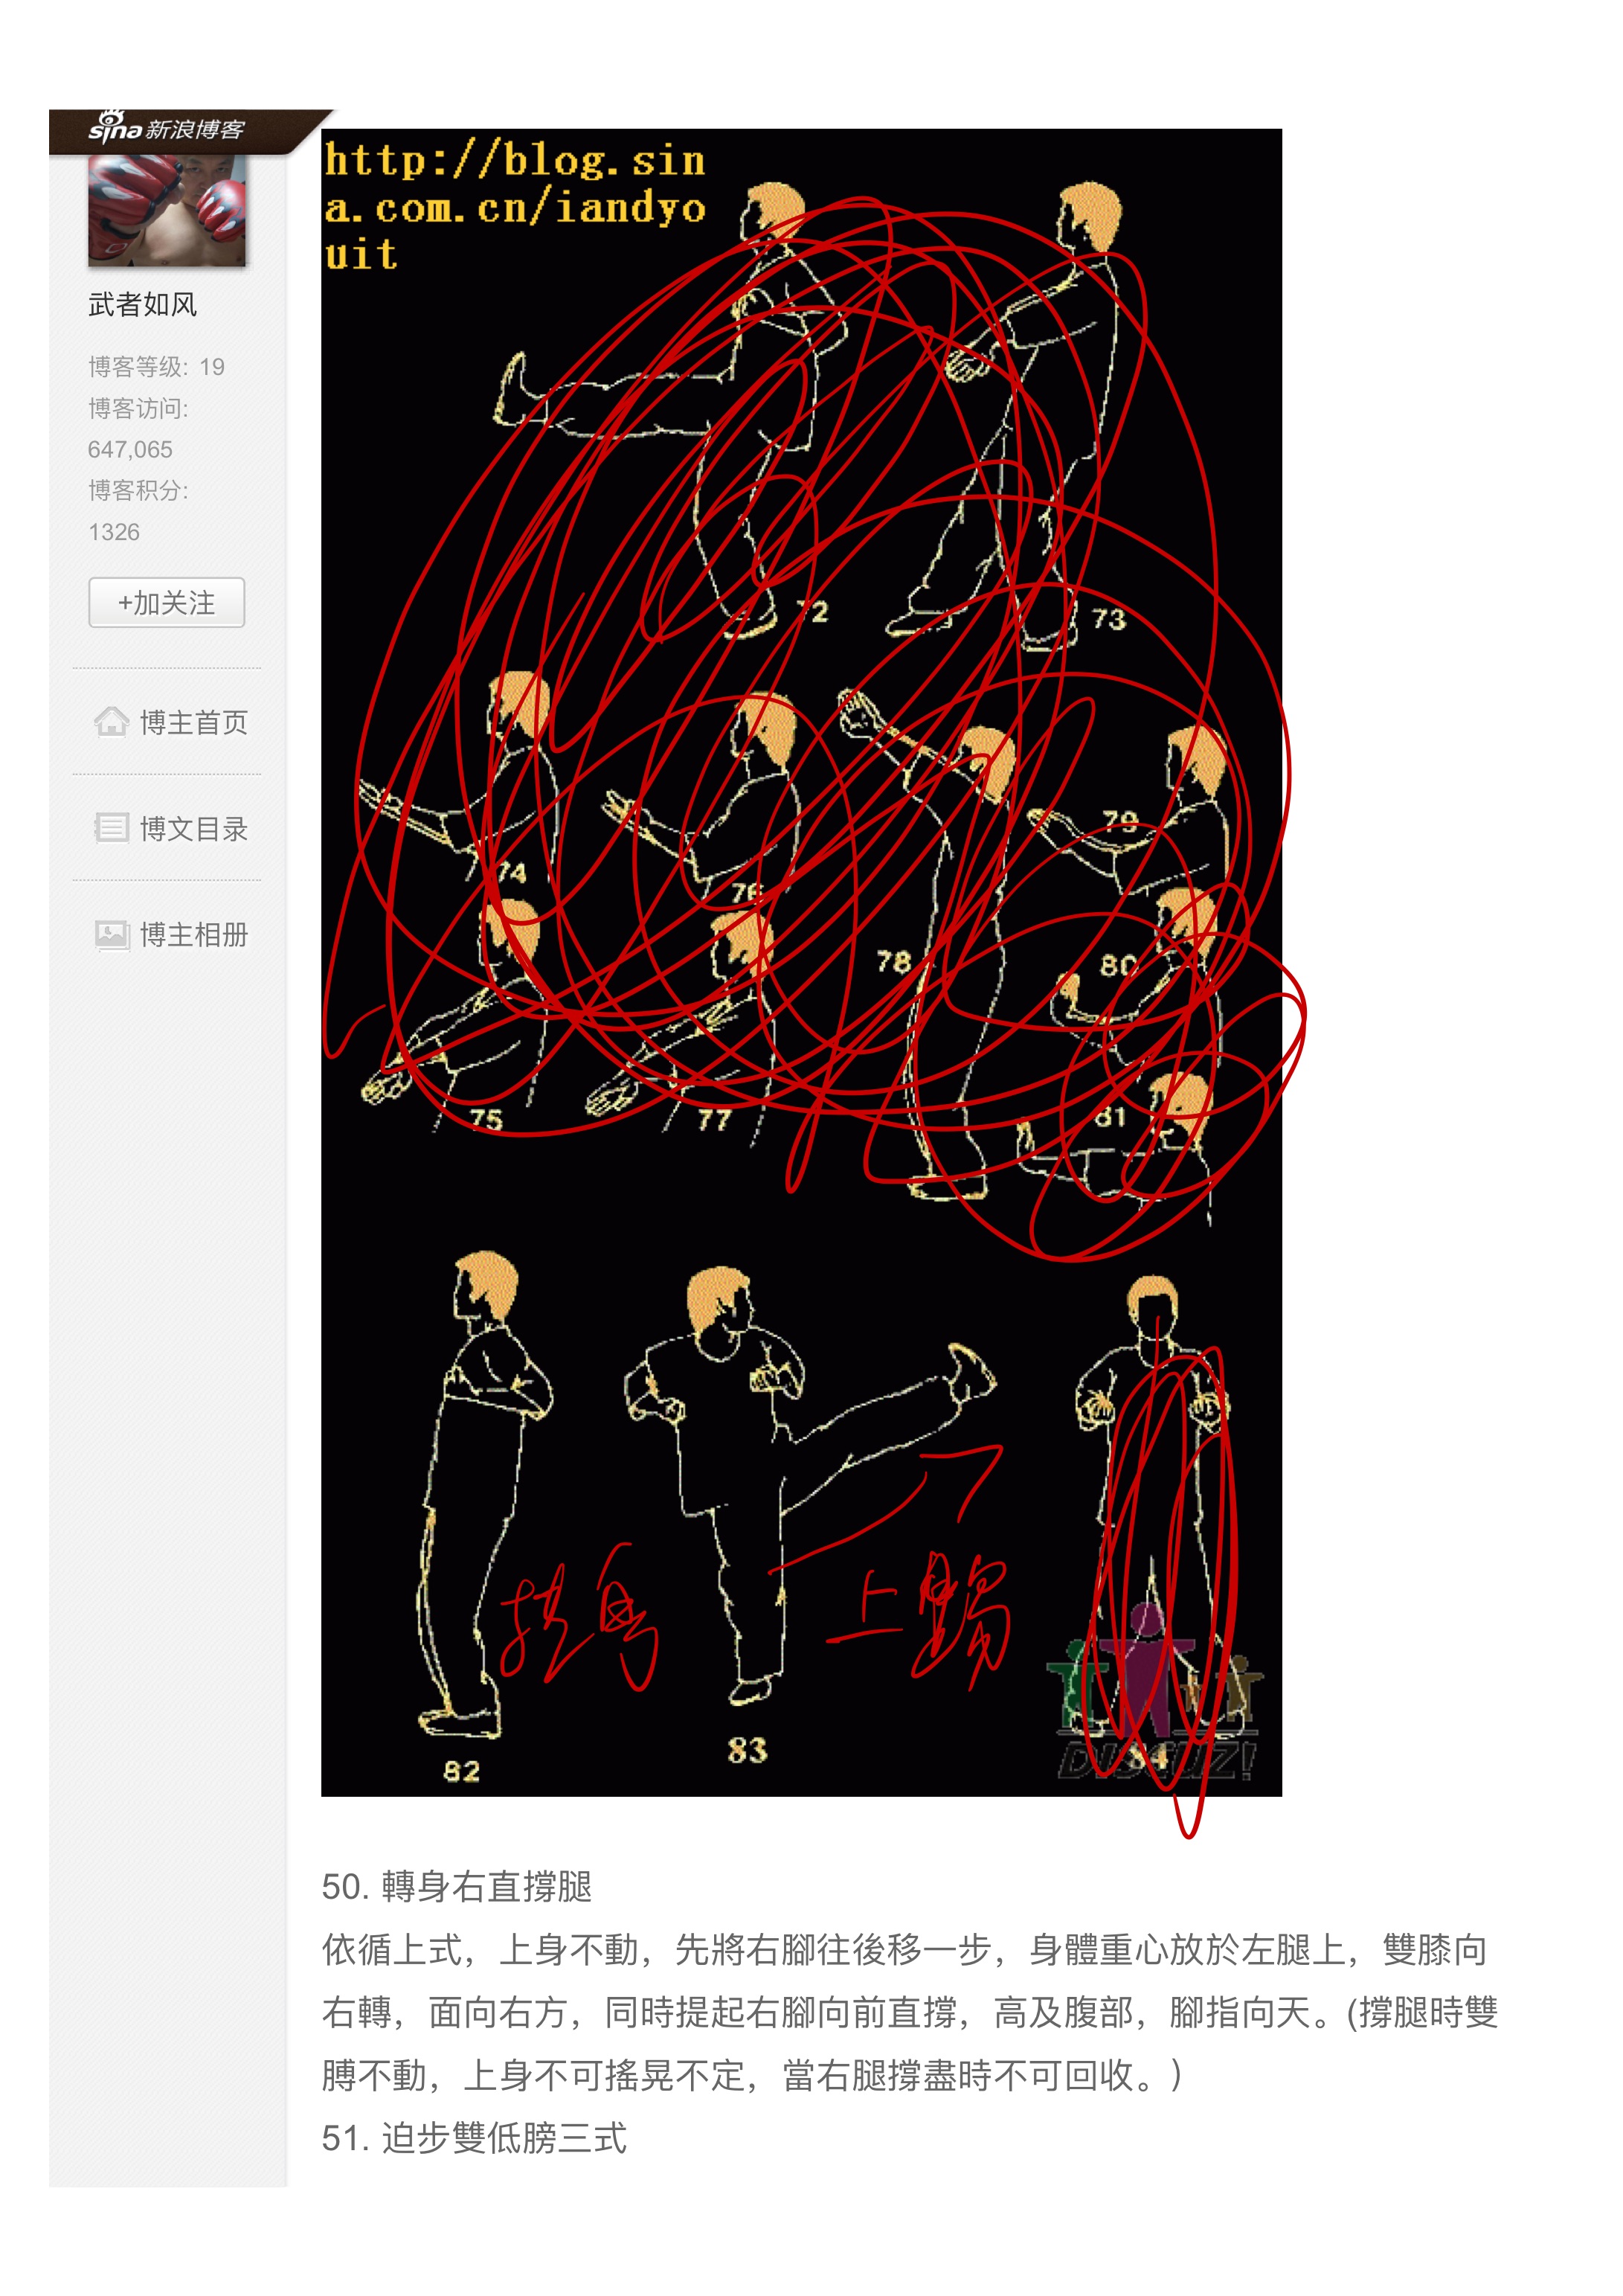 sina 新浪博客
http://blog.sin
a.com.cn/iandyo
uit
武者如风
博客等级: 19
博客访问:
647,065
博客积分:
1326
+加关注
博主首页
博文目录
博主相册
72
73
74
76
79
78
80
75
77
81
上踢
82
83
84
DISCUZ!
50. 轉身右直撐腿
依循上式，上身不動，先將右腳往後移一步，身體重心放於左腿上，雙膝向
右轉，面向右方，同時提起右腳向前直撐，高及腹部，腳指向天。(撐腿時雙
膊不動，上身不可搖晃不定，當右腿撐盡時不可回收。)
51. 迫步雙低膀三式